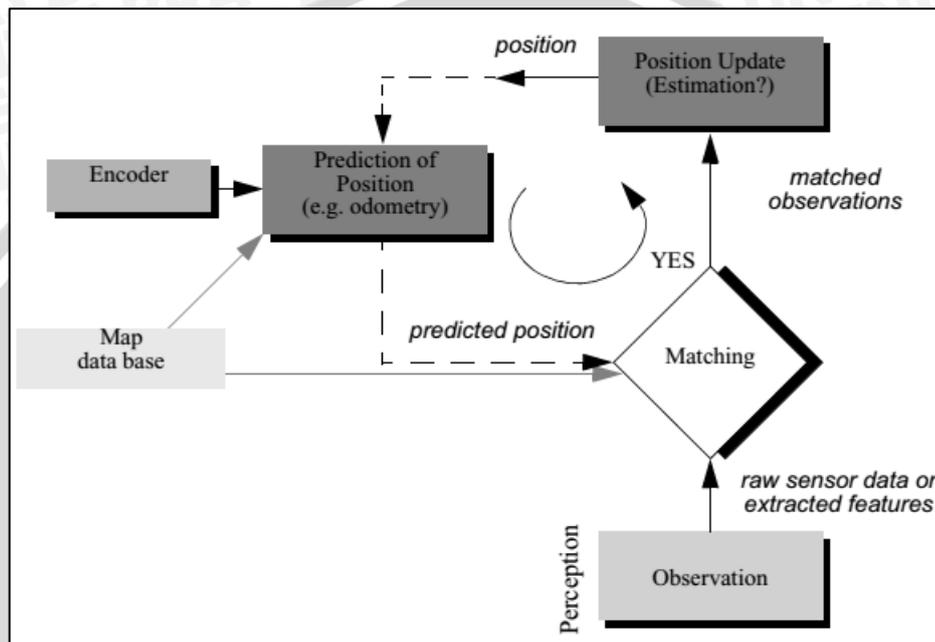 position
Position Update
(Estimation?)
Encoder
Prediction of
Position
(e.g. odometry)
matched
observations
YES
Map
data base
predicted position
Matching
raw sensor data or
extracted features
Perception
Observation